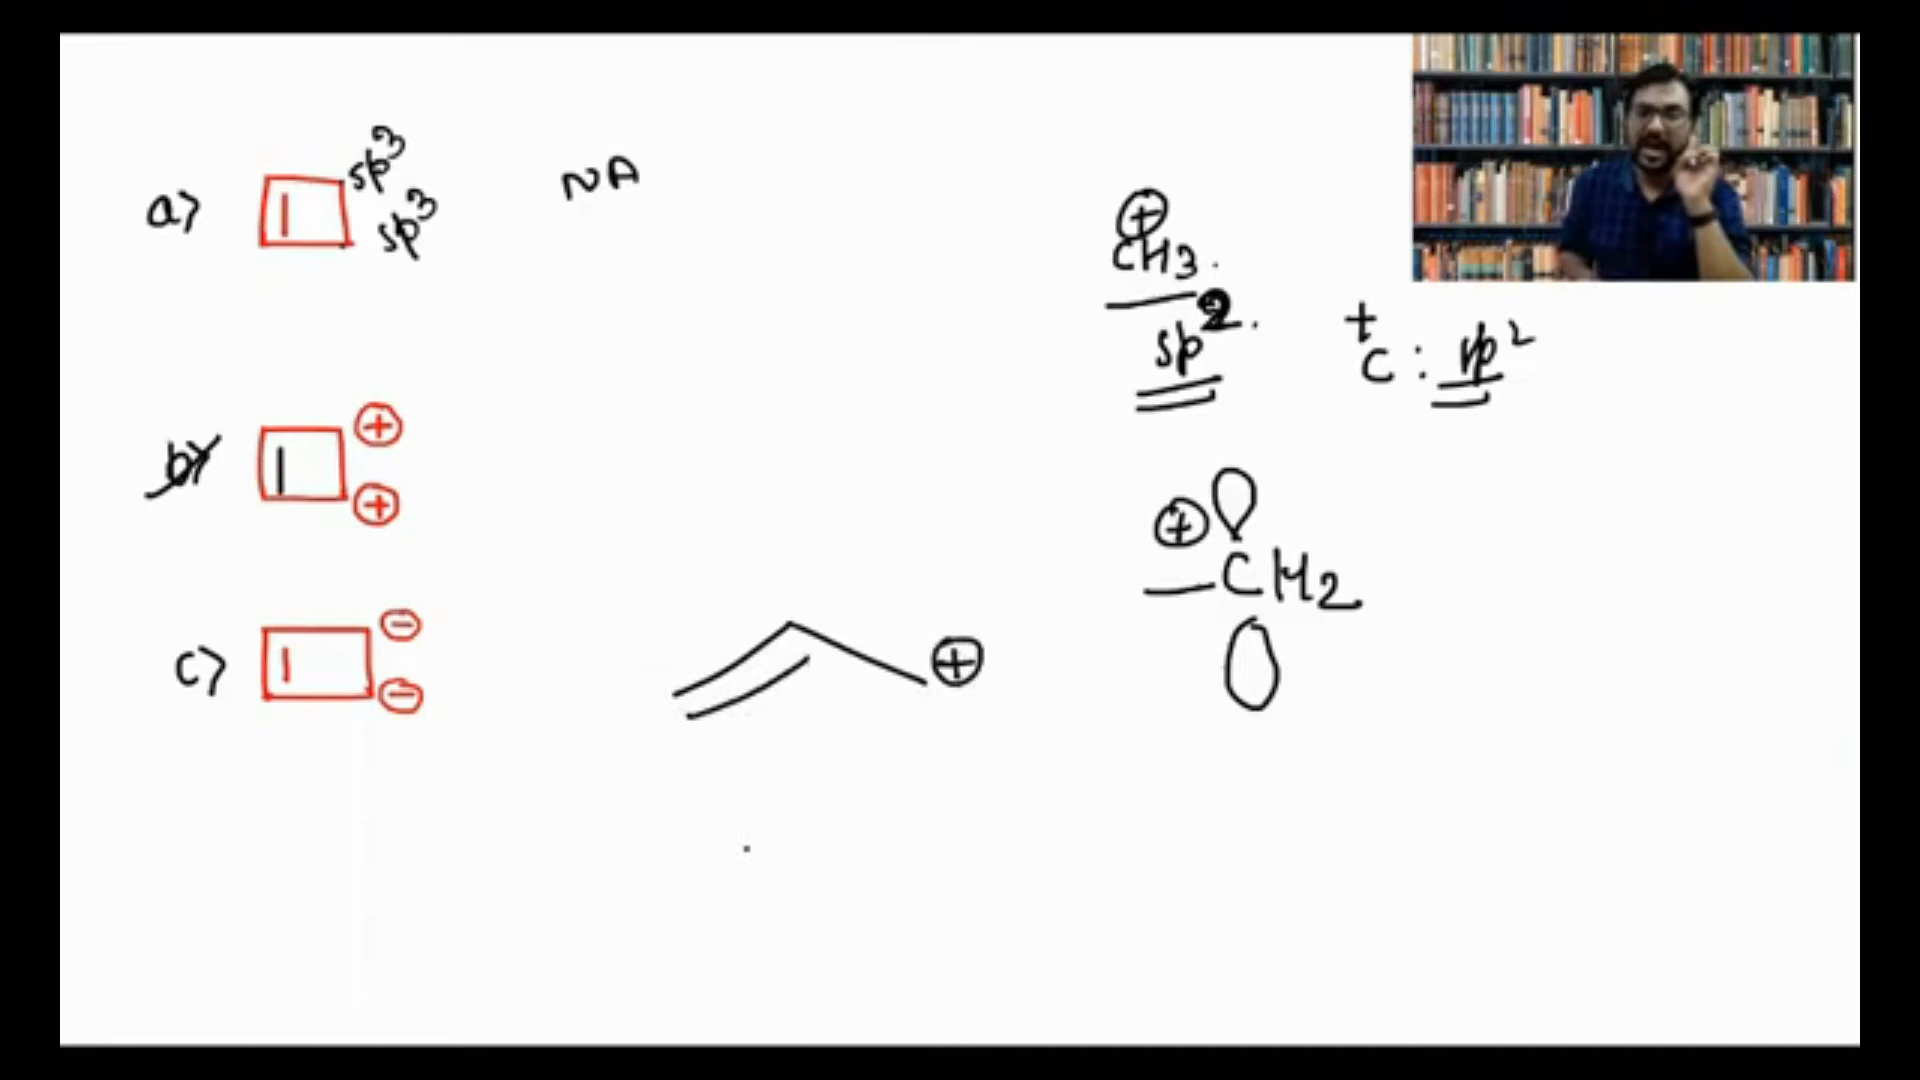 a)
sp³
sp³
NA
⊕
CH3.
sp².
+
C : sp²
b)
⊕
⊕
⊕
CH2
c)
⊖
⊖
⊕